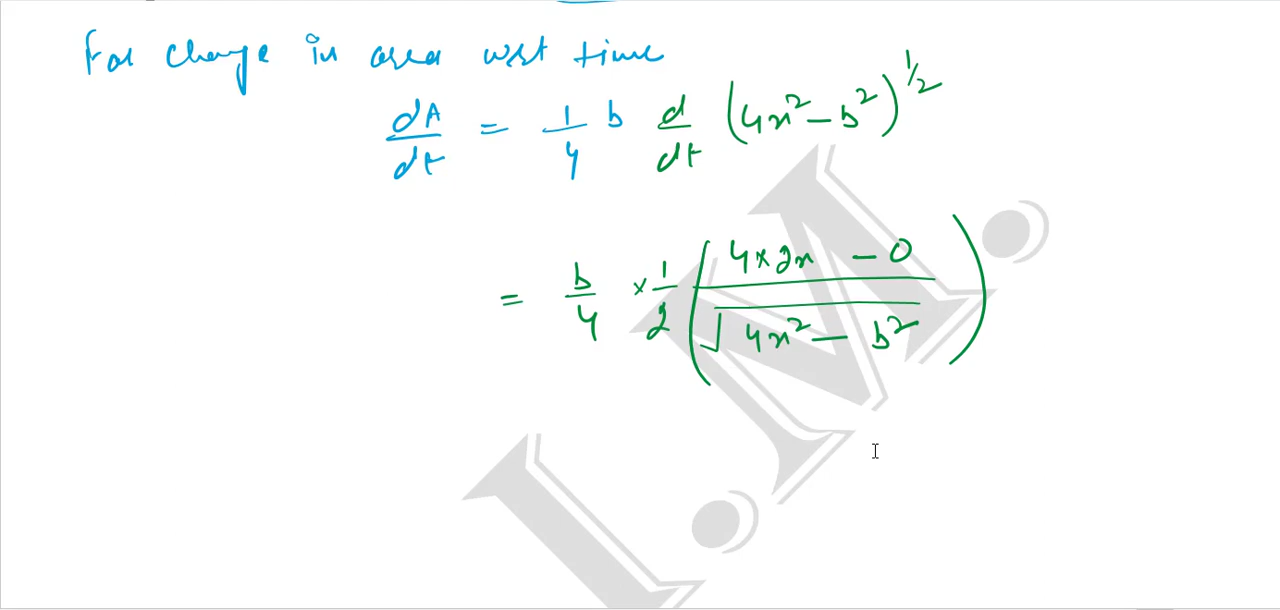 For change in area wrt time
dA/dt = 1/4 b d/dt (4x² – b²)^1/2
= b/4 × 1/2 ( (4×2x – 0) / √(4x² – b²) )
I.M.